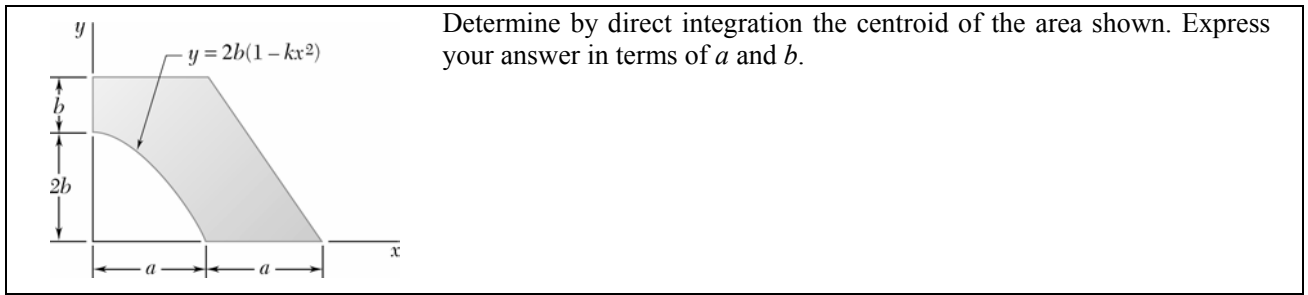 Determine by direct integration the centroid of the area shown. Express
your answer in terms of a and b.
y
y = 2b(1 – kx²)
b
2b
x
a
a